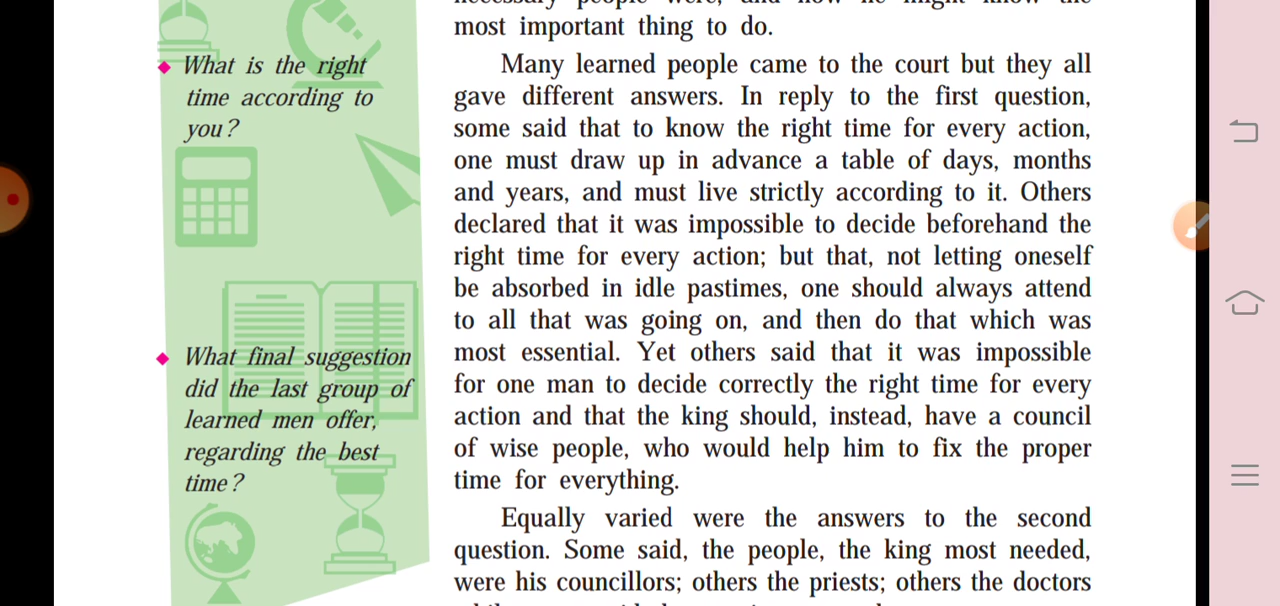 most important thing to do.
Many learned people came to the court but they all
gave different answers. In reply to the first question,
some said that to know the right time for every action,
one must draw up in advance a table of days, months
and years, and must live strictly according to it. Others
declared that it was impossible to decide beforehand the
right time for every action; but that, not letting oneself
be absorbed in idle pastimes, one should always attend
to all that was going on, and then do that which was
most essential. Yet others said that it was impossible
for one man to decide correctly the right time for every
action and that the king should, instead, have a council
of wise people, who would help him to fix the proper
time for everything.
Equally varied were the answers to the second
question. Some said, the people, the king most needed,
were his councillors; others the priests; others the doctors
What is the right
time according to
you?
What final suggestion
did the last group of
learned men offer,
regarding the best
time?